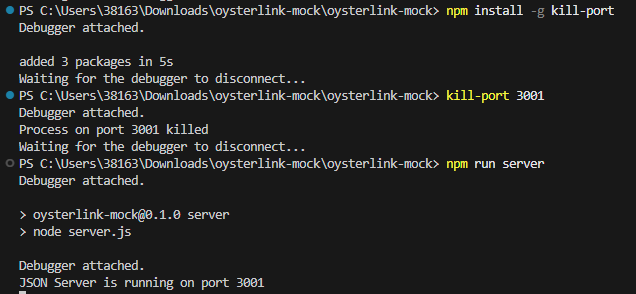 PS C:\Users\38163\Downloads\oysterlink-mock\oysterlink-mock> npm install -g kill-port
Debugger attached.
added 3 packages in 5s
Waiting for the debugger to disconnect...
PS C:\Users\38163\Downloads\oysterlink-mock\oysterlink-mock> kill-port 3001
Debugger attached.
Process on port 3001 killed
Waiting for the debugger to disconnect...
PS C:\Users\38163\Downloads\oysterlink-mock\oysterlink-mock> npm run server
Debugger attached.
> oysterlink-mock@0.1.0 server
> node server.js
Debugger attached.
JSON Server is running on port 3001